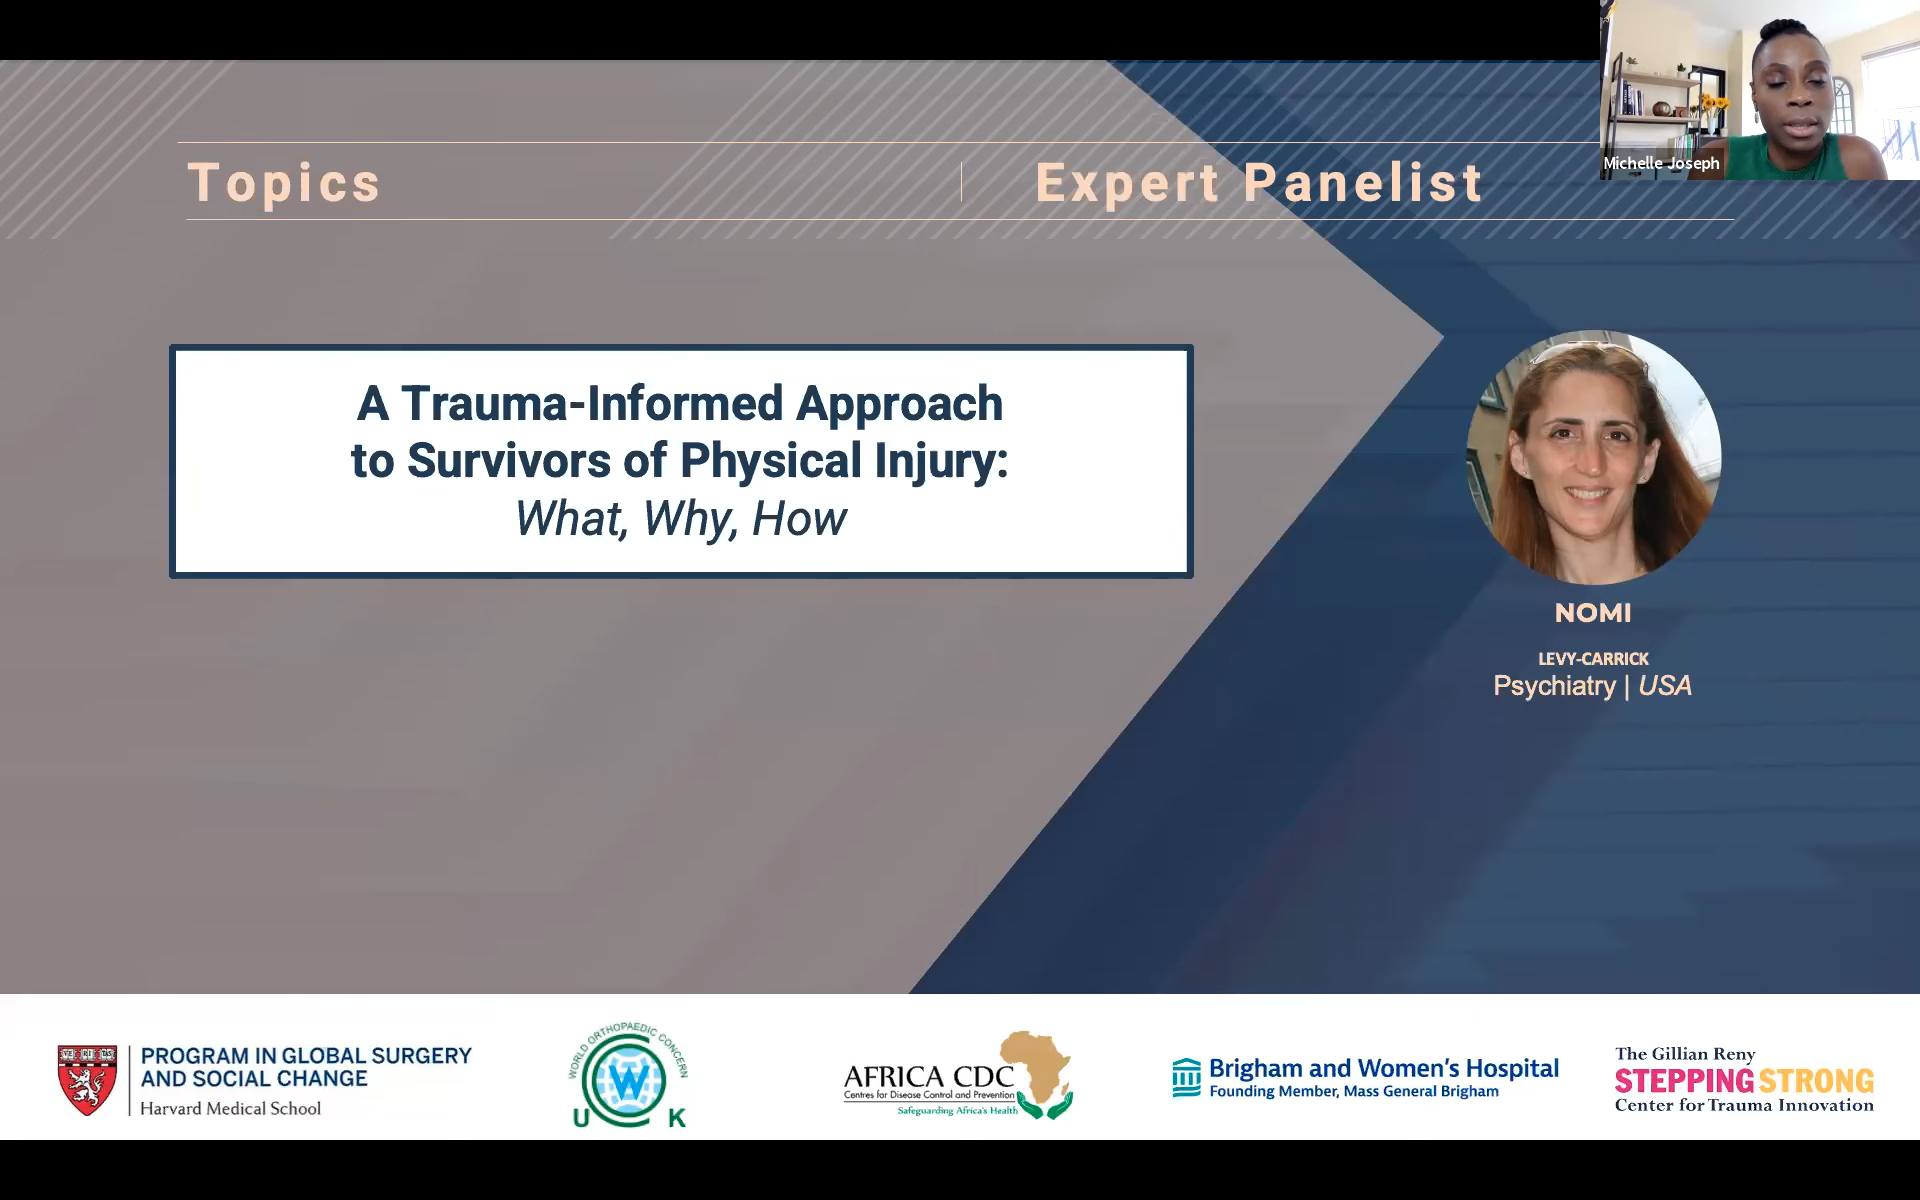 Topics
Expert Panelist
Michelle Joseph
A Trauma-Informed Approach
to Survivors of Physical Injury:
What, Why, How
NOMI
LEVY-CARRICK
Psychiatry | USA
VE RI TAS
PROGRAM IN GLOBAL SURGERY
AND SOCIAL CHANGE
Harvard Medical School
WORLD ORTHOPAEDIC CONCERN
W
U K
AFRICA CDC
Centres for Disease Control and Prevention
Safeguarding Africa's Health
Brigham and Women's Hospital
Founding Member, Mass General Brigham
The Gillian Reny
STEPPING STRONG
Center for Trauma Innovation